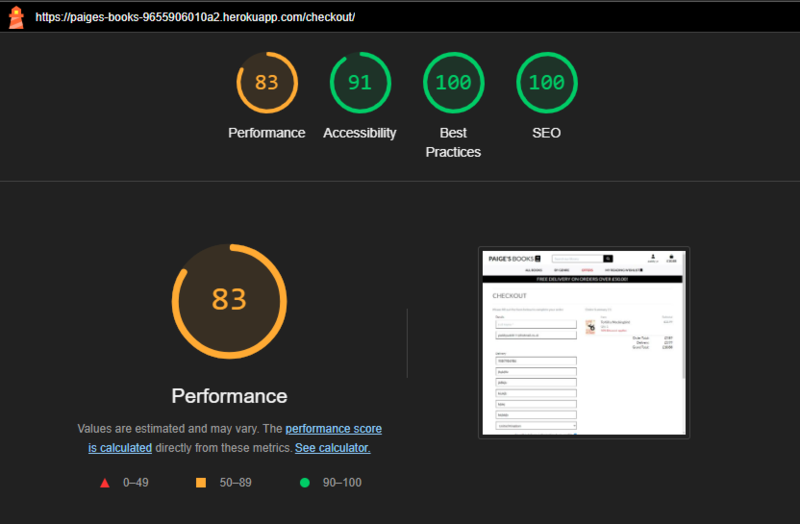 https://paiges-books-9655906010a2.herokuapp.com/checkout/
83
91
100
100
Performance
Accessibility
Best
Practices
SEO
83
Performance
Values are estimated and may vary. The performance score
is calculated directly from these metrics. See calculator.
0–49
50–89
90–100
PAIGE'S BOOKS
ALL BOOKS
FREE DELIVERY ON ORDERS OVER £50.00!
CHECKOUT